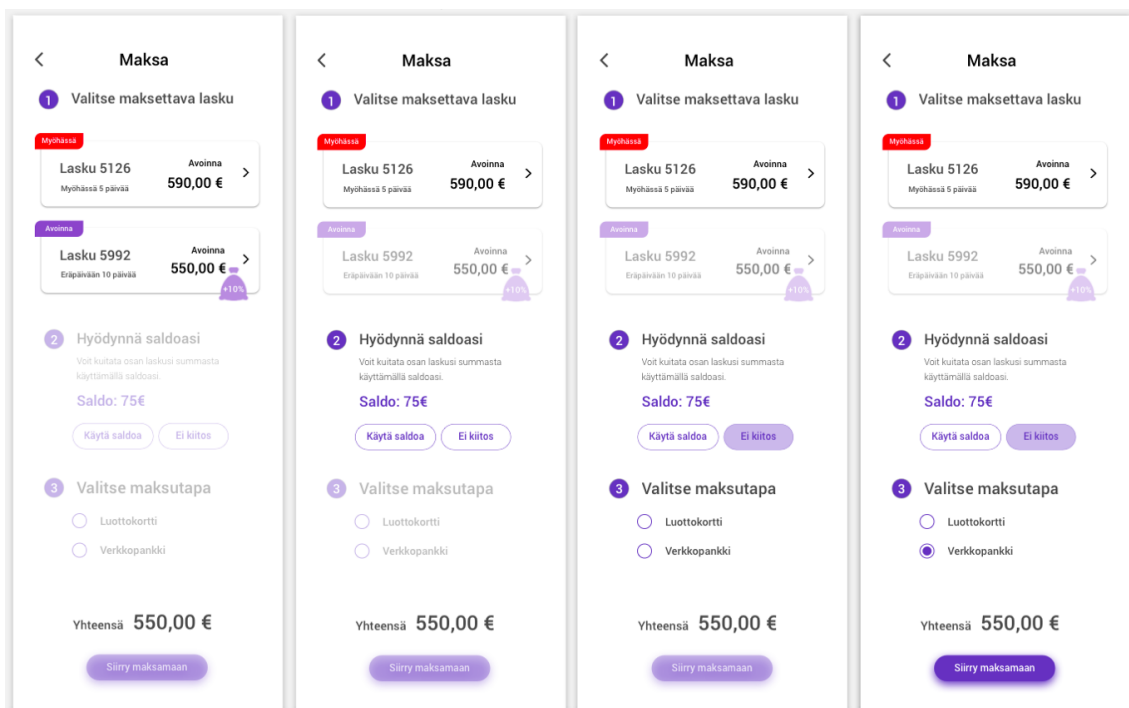 Maksa
1 Valitse maksettava lasku
Myöhässä
Lasku 5126
Avoinna
Myöhässä 5 päivää
590,00 €
Avoinna
Lasku 5992
Avoinna
Eräpäivään 10 päivää
550,00 €
+10%
2 Hyödynnä saldoasi
Voit kuitata osan laskusi summasta
käyttämällä saldoasi.
Saldo: 75€
Käytä saldoa
Ei kiitos
3 Valitse maksutapa
Luottokortti
Verkkopankki
Yhteensä 550,00 €
Siirry maksamaan
Maksa
1 Valitse maksettava lasku
Myöhässä
Lasku 5126
Avoinna
Myöhässä 5 päivää
590,00 €
Avoinna
Lasku 5992
Avoinna
Eräpäivään 10 päivää
550,00 €
+10%
2 Hyödynnä saldoasi
Voit kuitata osan laskusi summasta
käyttämällä saldoasi.
Saldo: 75€
Käytä saldoa
Ei kiitos
3 Valitse maksutapa
Luottokortti
Verkkopankki
Yhteensä 550,00 €
Siirry maksamaan
Maksa
1 Valitse maksettava lasku
Myöhässä
Lasku 5126
Avoinna
Myöhässä 5 päivää
590,00 €
Avoinna
Lasku 5992
Avoinna
Eräpäivään 10 päivää
550,00 €
+10%
2 Hyödynnä saldoasi
Voit kuitata osan laskusi summasta
käyttämällä saldoasi.
Saldo: 75€
Käytä saldoa
Ei kiitos
3 Valitse maksutapa
Luottokortti
Verkkopankki
Yhteensä 550,00 €
Siirry maksamaan
Maksa
1 Valitse maksettava lasku
Myöhässä
Lasku 5126
Avoinna
Myöhässä 5 päivää
590,00 €
Avoinna
Lasku 5992
Avoinna
Eräpäivään 10 päivää
550,00 €
+10%
2 Hyödynnä saldoasi
Voit kuitata osan laskusi summasta
käyttämällä saldoasi.
Saldo: 75€
Käytä saldoa
Ei kiitos
3 Valitse maksutapa
Luottokortti
Verkkopankki
Yhteensä 550,00 €
Siirry maksamaan